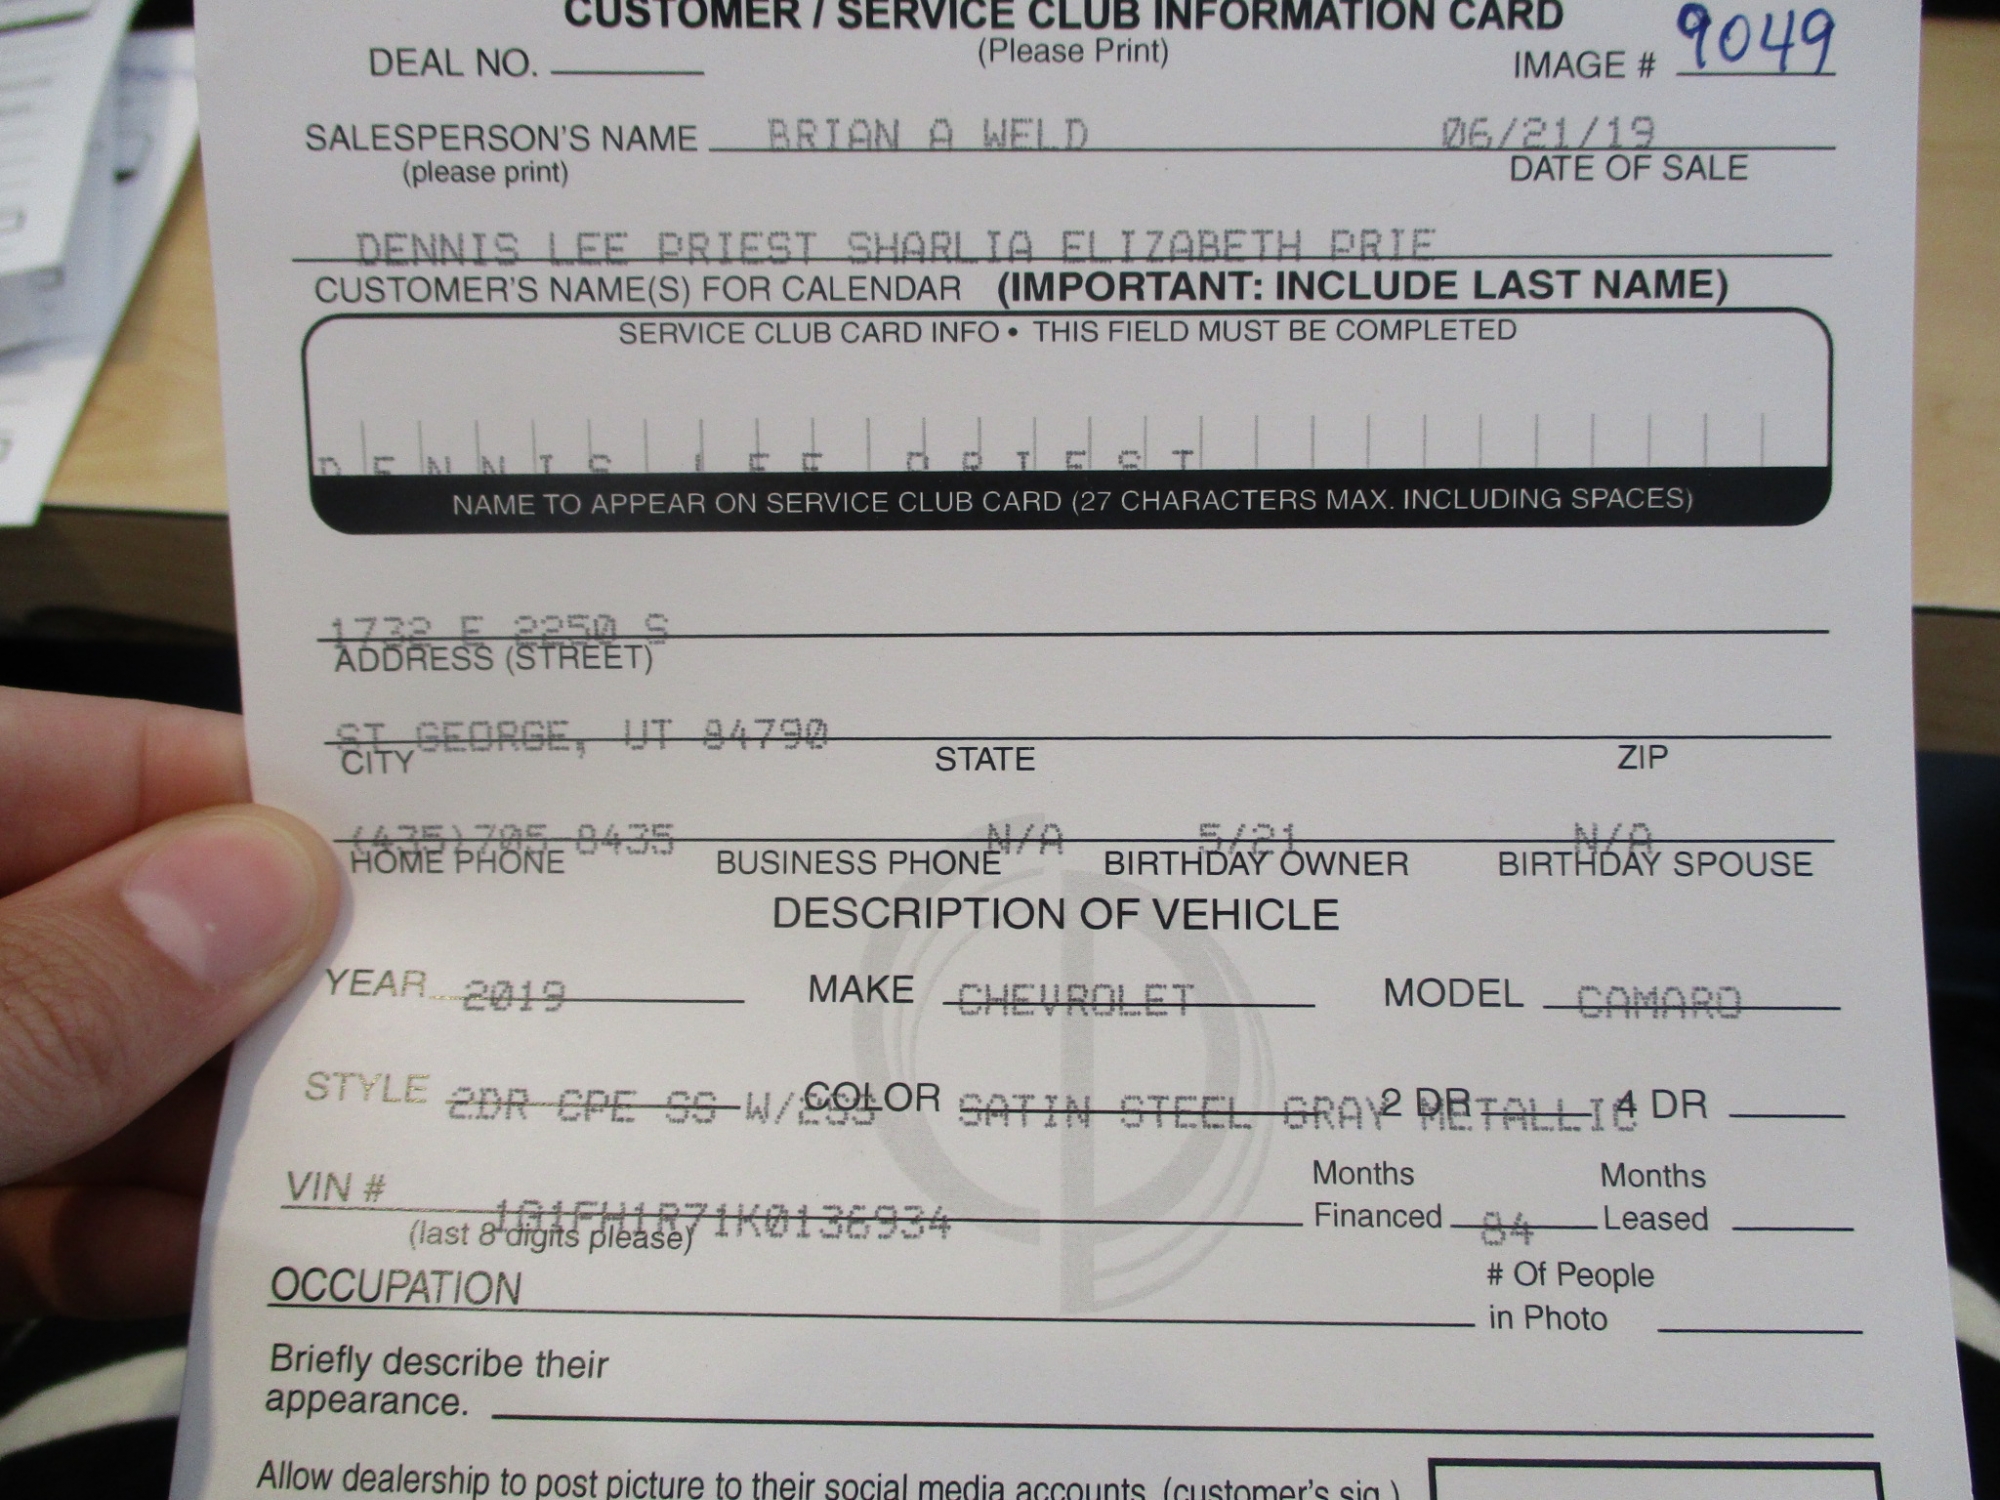 CUSTOMER / SERVICE CLUB INFORMATION CARD
(Please Print)
DEAL NO. IMAGE # 9049
SALESPERSON'S NAME BRIAN A WELD 06/21/19
(please print) DATE OF SALE
DENNIS LEE PRIEST SHARLIA ELIZABETH PRIE
CUSTOMER'S NAME(S) FOR CALENDAR (IMPORTANT: INCLUDE LAST NAME)
SERVICE CLUB CARD INFO • THIS FIELD MUST BE COMPLETED
DENNIS LEE PRIEST
NAME TO APPEAR ON SERVICE CLUB CARD (27 CHARACTERS MAX. INCLUDING SPACES)
1732 E 2250 S
ADDRESS (STREET)
ST GEORGE, UT 84790
CITY STATE ZIP
(435)705-8435 N/A 5/21 N/A
HOME PHONE BUSINESS PHONE BIRTHDAY OWNER BIRTHDAY SPOUSE
DESCRIPTION OF VEHICLE
YEAR 2019 MAKE CHEVROLET MODEL CAMARO
STYLE 2DR CPE SS W/2SS COLOR SATIN STEEL GRAY METALLIC 2 DR 4 DR
VIN # 1G1FH1R71K0136934 Months Financed 84 Months Leased
(last 8 digits please)
OCCUPATION # Of People in Photo
Briefly describe their
appearance.
Allow dealership to post picture to their social media accounts (customer's sig.)